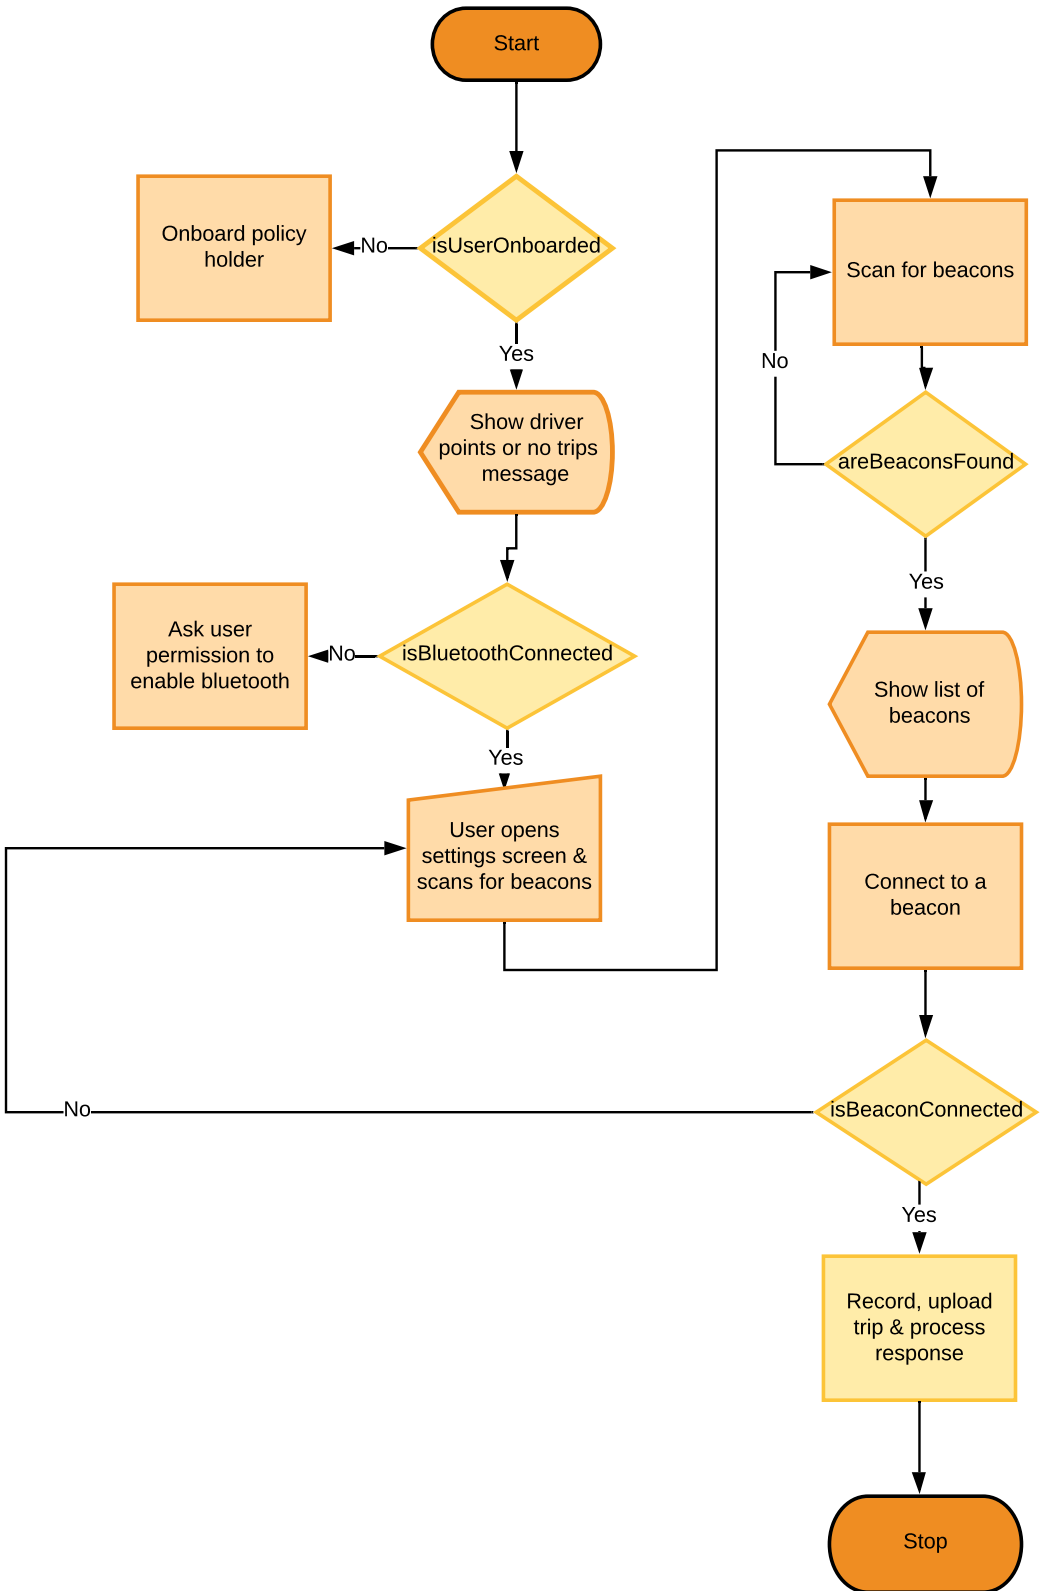 Start
isUserOnboarded
No
Onboard policy
holder
Yes
Show driver
points or no trips
message
isBluetoothConnected
No
Ask user
permission to
enable bluetooth
Yes
User opens
settings screen &
scans for beacons
Scan for beacons
No
areBeaconsFound
Yes
Show list of
beacons
Connect to a
beacon
isBeaconConnected
No
Yes
Record, upload
trip & process
response
Stop